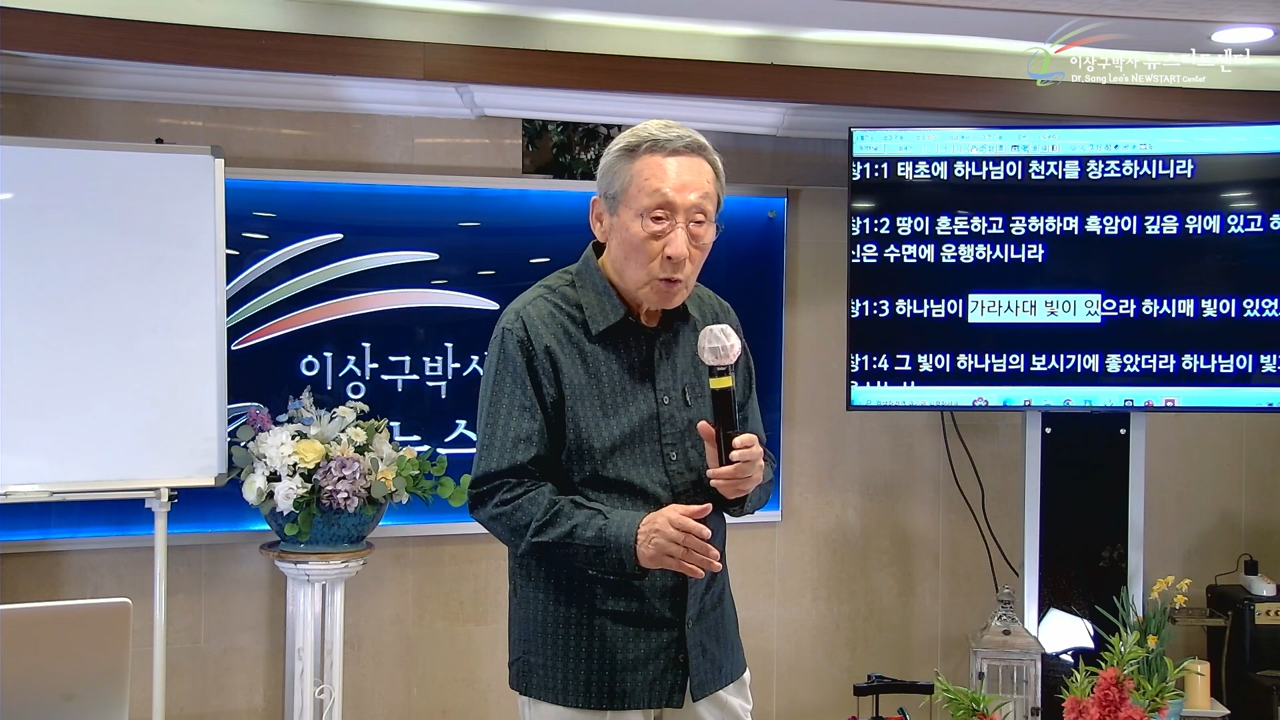 이상구박사 뉴스타트센터
Dr. Sang Lee's NEWSTART Center
창1:1 태초에 하나님이 천지를 창조하시니라
창1:2 땅이 혼돈하고 공허하며 흑암이 깊음 위에 있고 하
신은 수면에 운행하시니라
창1:3 하나님이 가라사대 빛이 있으라 하시매 빛이 있었
창1:4 그 빛이 하나님의 보시기에 좋았더라 하나님이 빛
이상구박사
뉴스